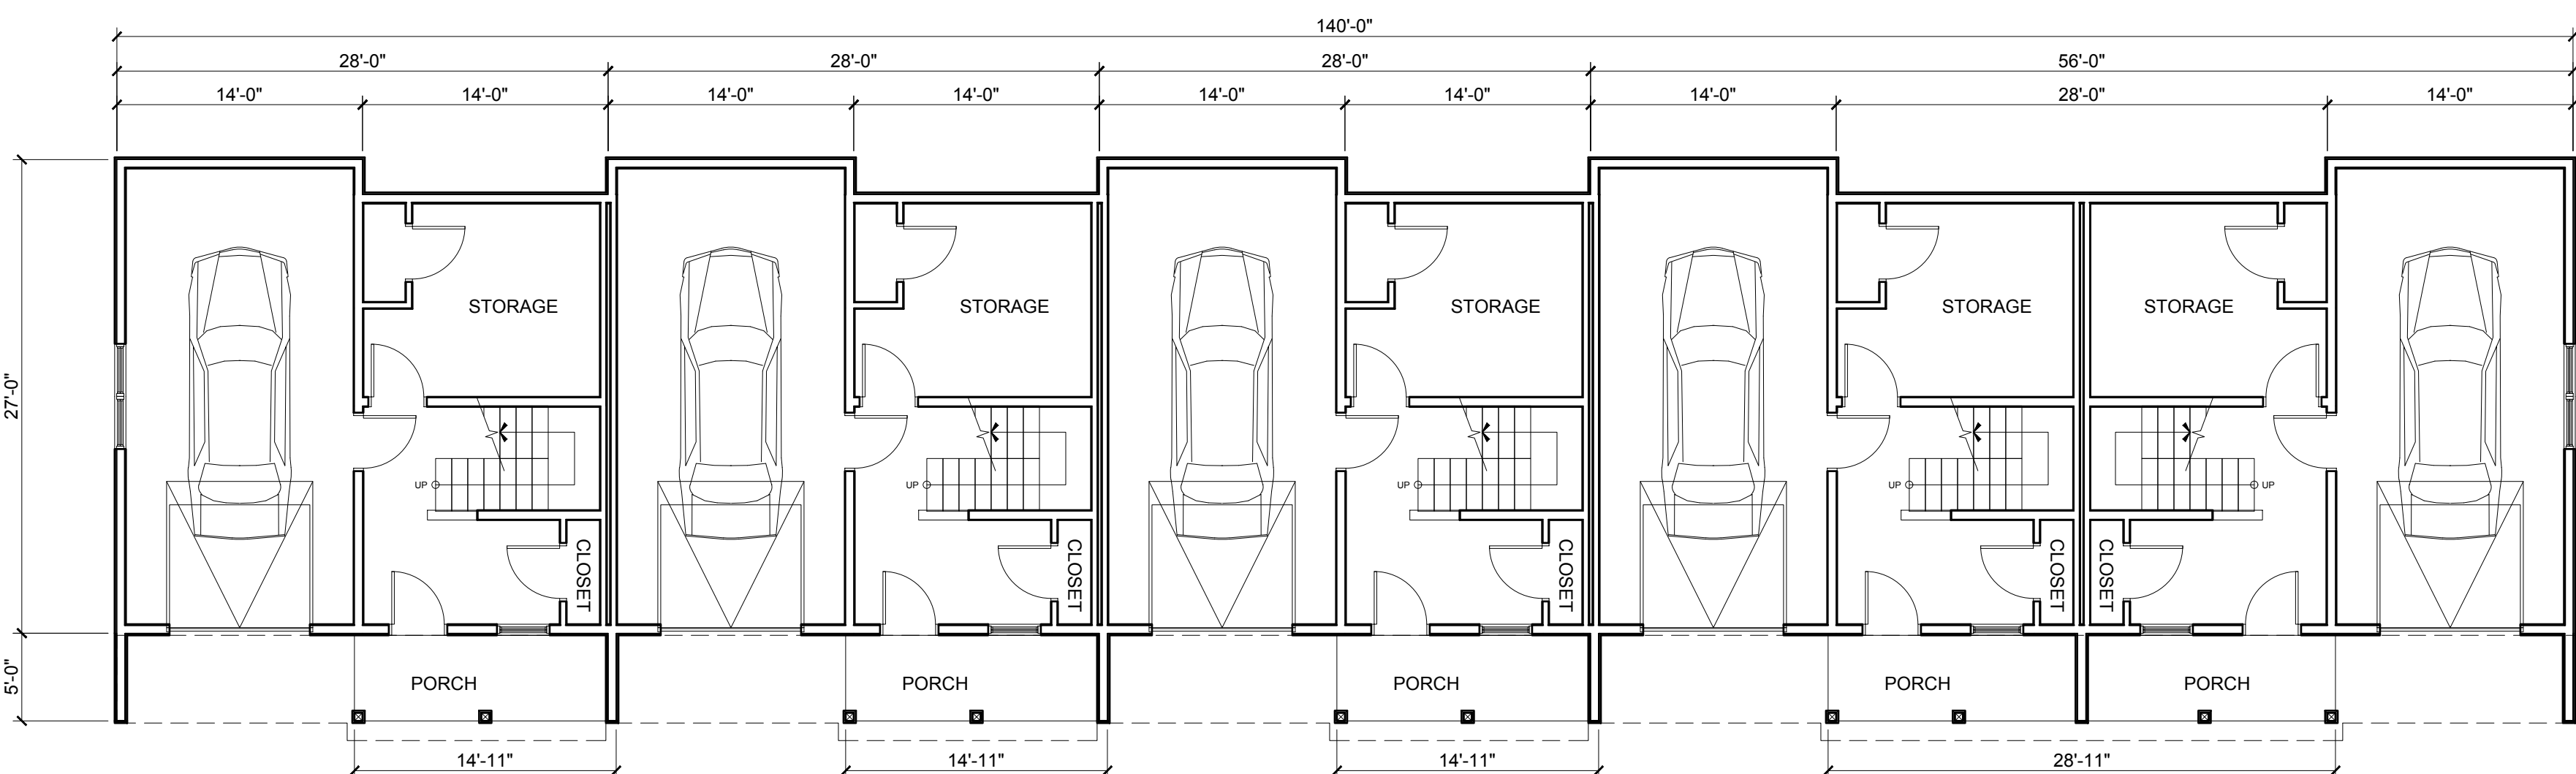 140'-0"
28'-0" 28'-0" 28'-0" 56'-0"
14'-0" 14'-0" 14'-0" 14'-0" 14'-0" 14'-0" 14'-0" 28'-0" 14'-0"
STORAGE STORAGE STORAGE STORAGE STORAGE
27'-0"
UP UP UP UP UP
CLOSET CLOSET CLOSET CLOSET CLOSET
5'-0"
PORCH PORCH PORCH PORCH PORCH
14'-11" 14'-11" 14'-11" 28'-11"